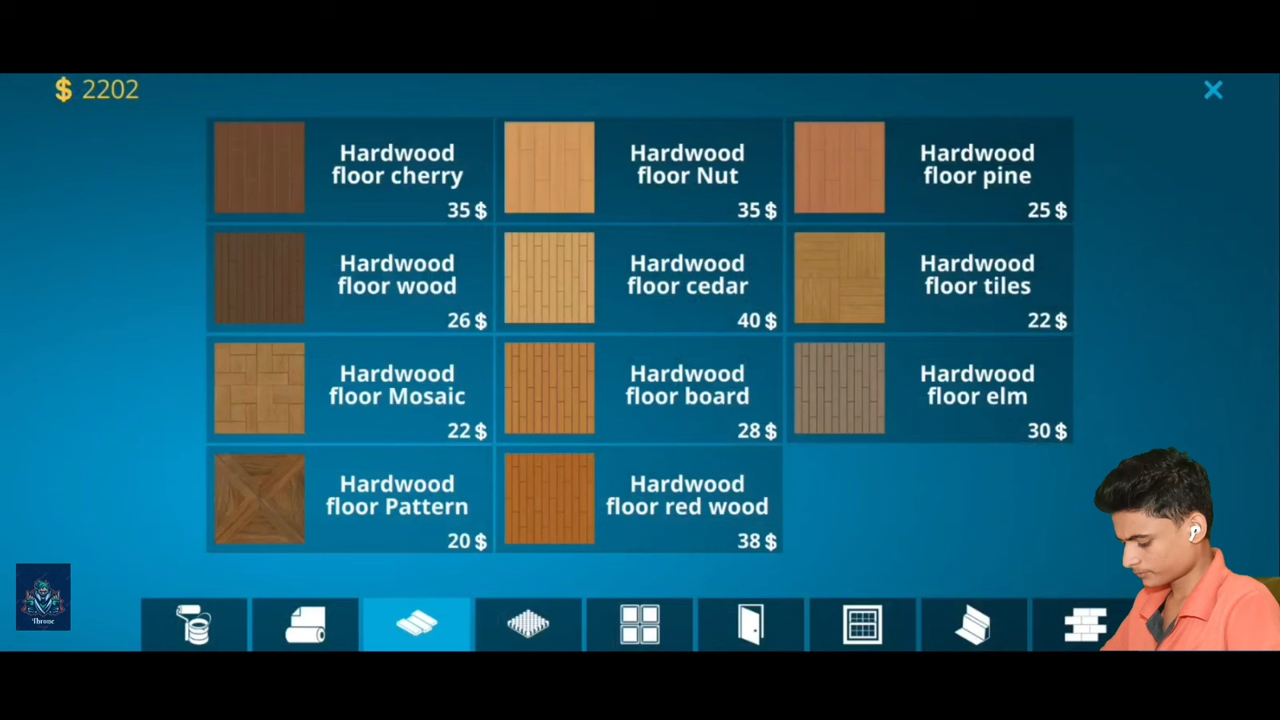 $ 2202
Hardwood
floor cherry
35 $
Hardwood
floor Nut
35 $
Hardwood
floor pine
25 $
Hardwood
floor wood
26 $
Hardwood
floor cedar
40 $
Hardwood
floor tiles
22 $
Hardwood
floor Mosaic
22 $
Hardwood
floor board
28 $
Hardwood
floor elm
30 $
Hardwood
floor Pattern
20 $
Hardwood
floor red wood
38 $
Throne